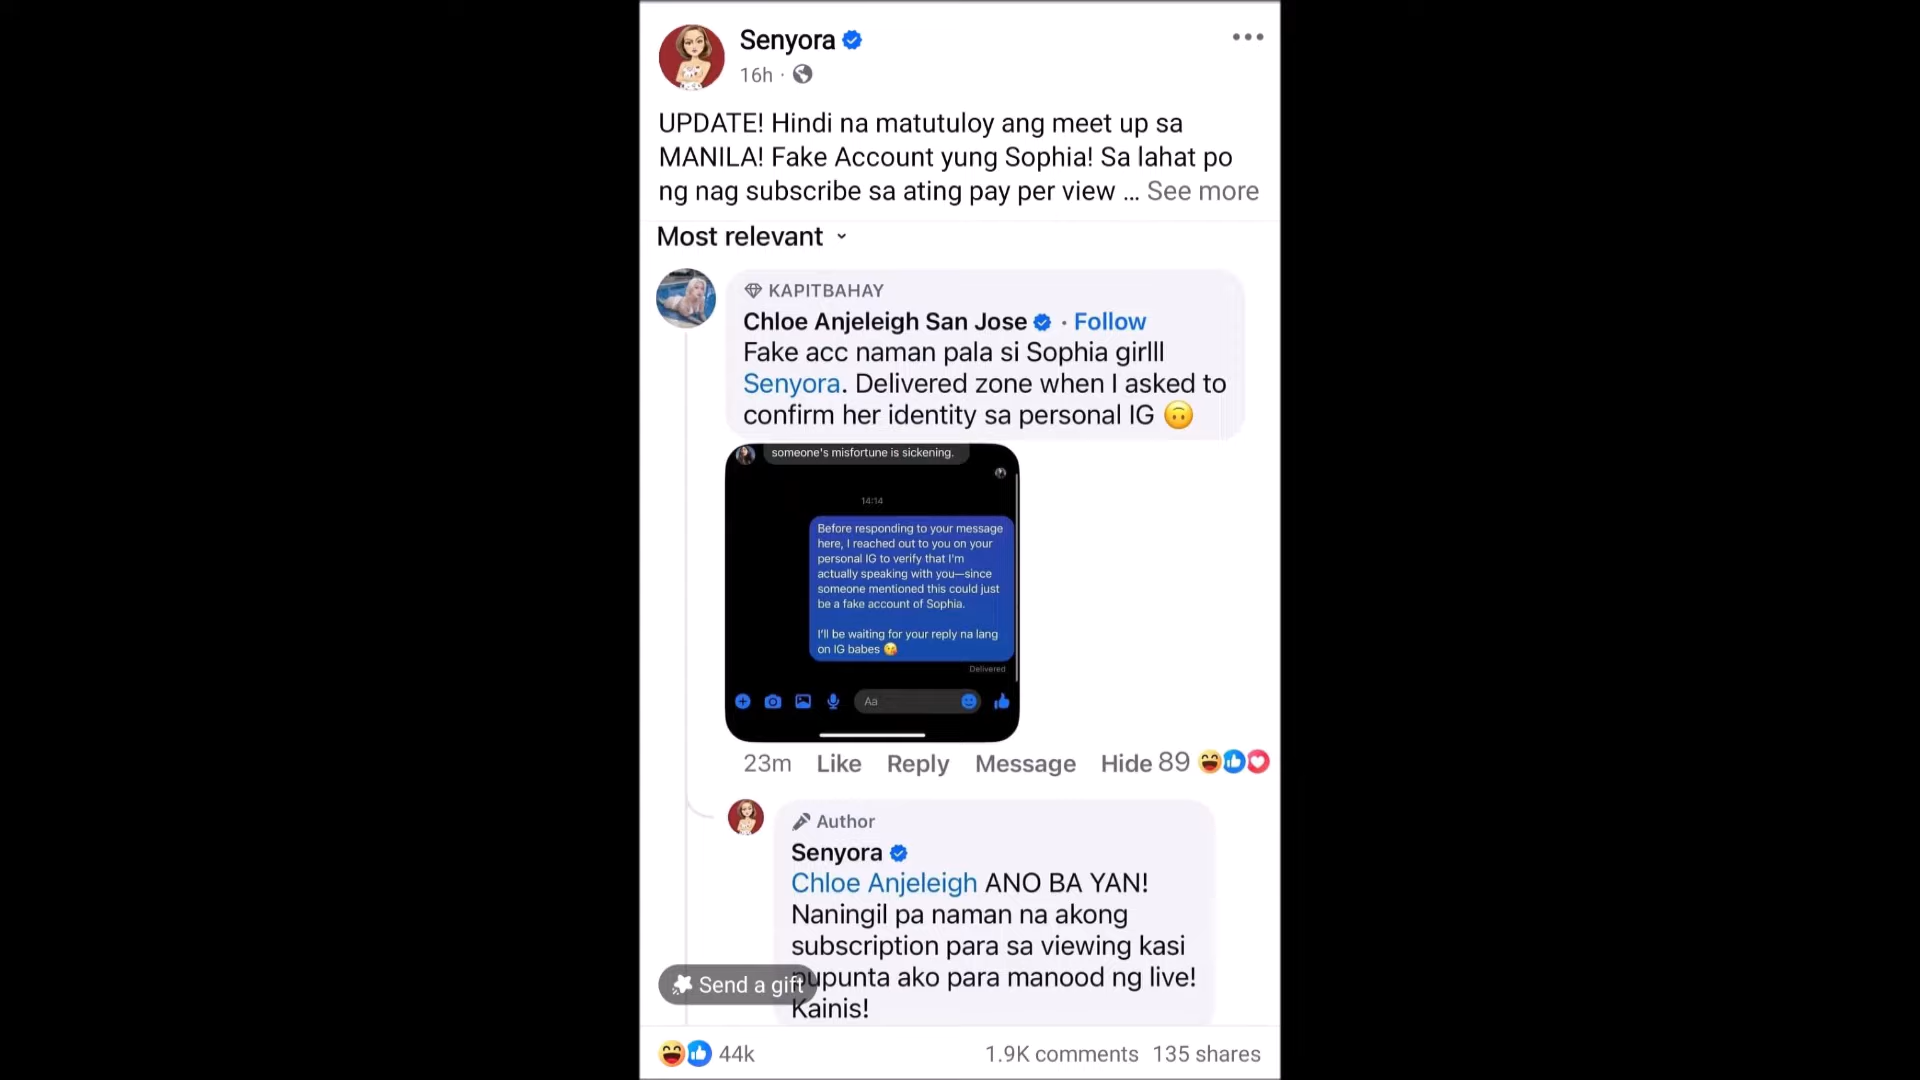 Senyora
16h ·
UPDATE! Hindi na matutuloy ang meet up sa
MANILA! Fake Account yung Sophia! Sa lahat po
ng nag subscribe sa ating pay per view ... See more
Most relevant
KAPITBAHAY
Chloe Anjeleigh San Jose · Follow
Fake acc naman pala si Sophia girlll
Senyora. Delivered zone when I asked to
confirm her identity sa personal IG 🙃
someone's misfortune is sickening.
14:14
Before responding to your message
here, I reached out to you on your
personal IG to verify that I'm
actually speaking with you—since
someone mentioned this could just
be a fake account of Sophia.
I'll be waiting for your reply na lang
on IG babes 😘
Delivered
Aa
23m Like Reply Message Hide 89
Author
Senyora
Chloe Anjeleigh ANO BA YAN!
Naningil pa naman na akong
subscription para sa viewing kasi
pupunta ako para manood ng live!
Send a gift
Kainis!
44k 1.9K comments 135 shares